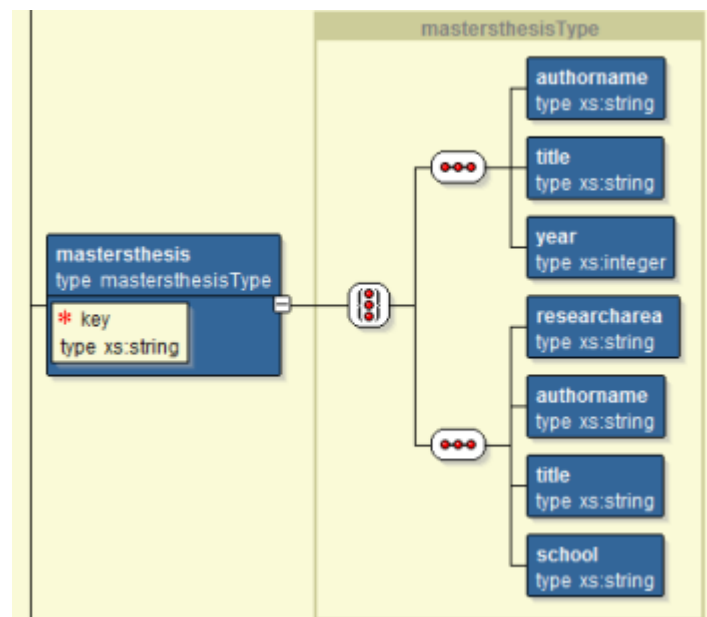 mastersthesisType
authorname
type xs:string
title
type xs:string
year
type xs:integer
mastersthesis
type mastersthesisType
* key
type xs:string
researcharea
type xs:string
authorname
type xs:string
title
type xs:string
school
type xs:string